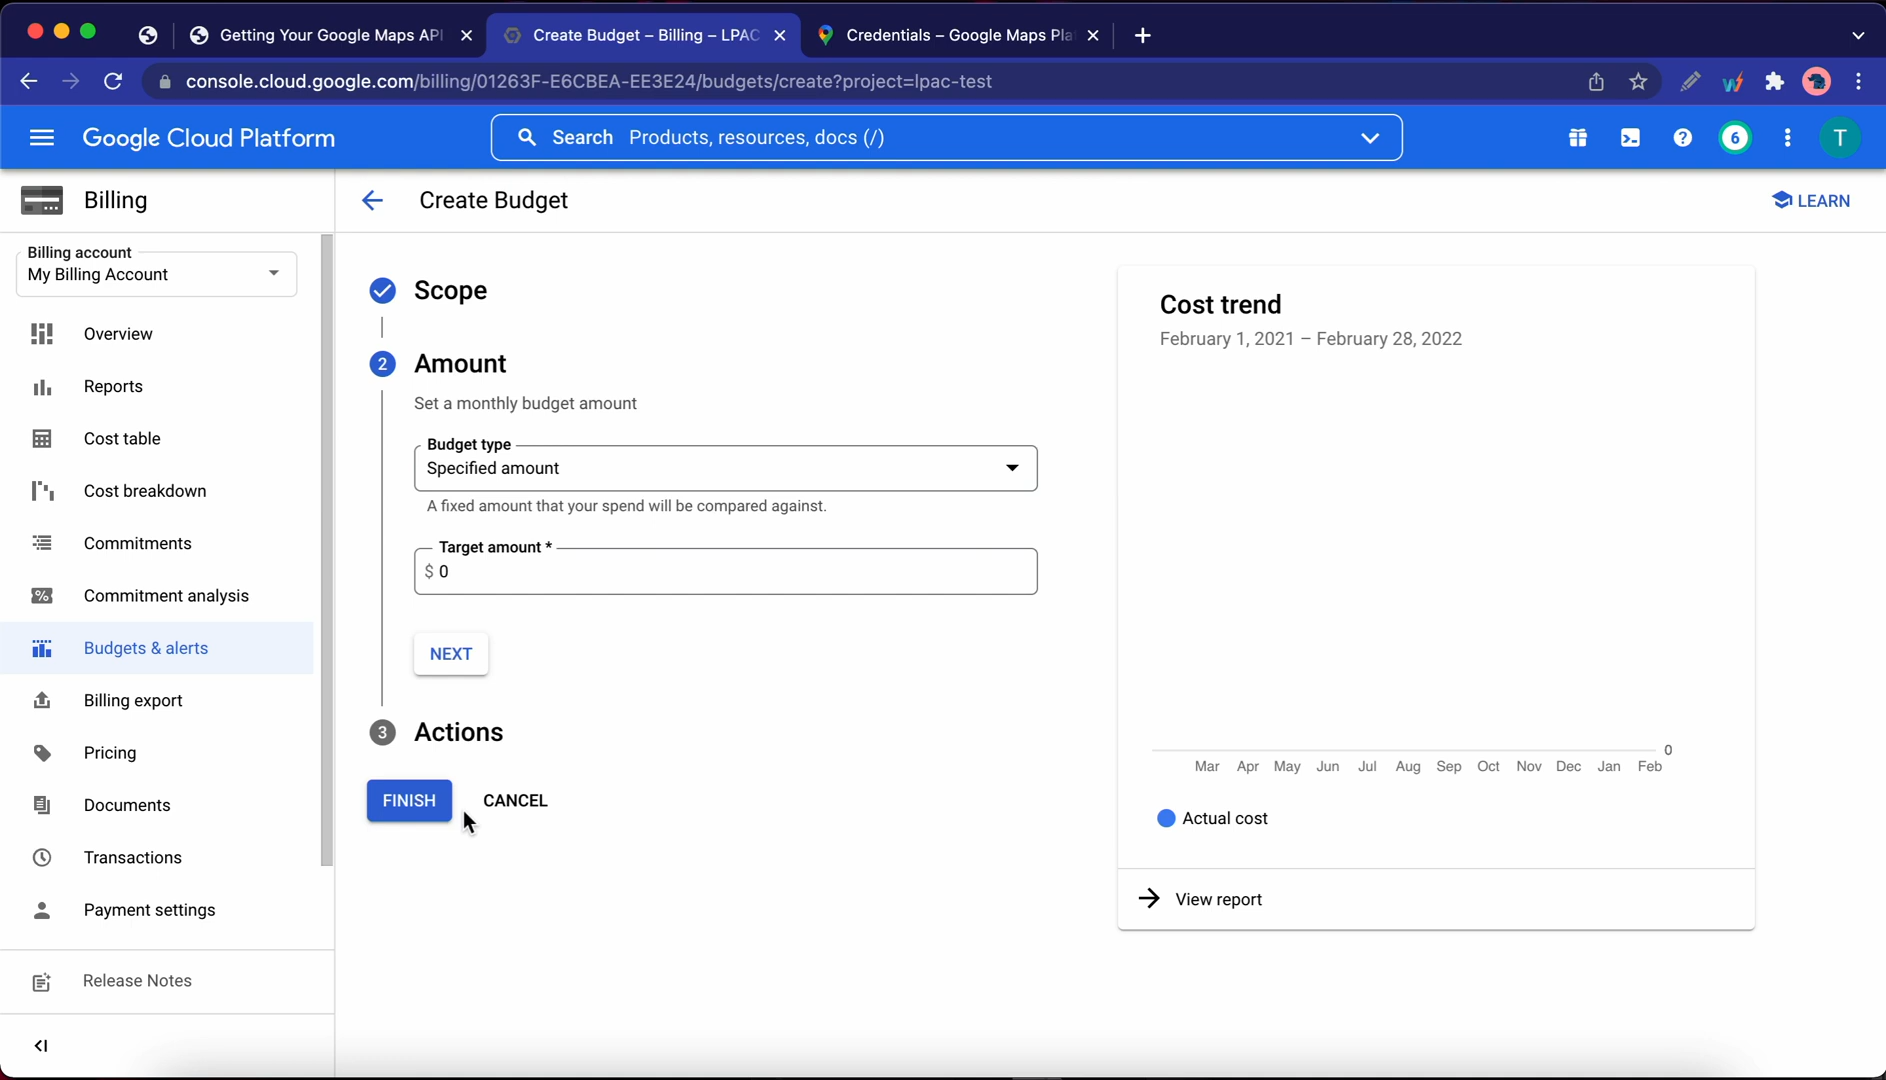 Getting Your Google Maps API
Create Budget – Billing – LPAC
Credentials – Google Maps Pla
console.cloud.google.com/billing/01263F-E6CBEA-EE3E24/budgets/create?project=lpac-test
Google Cloud Platform
Search Products, resources, docs (/)
6
T
Billing
Create Budget
LEARN
Billing account
My Billing Account
Overview
Reports
Cost table
Cost breakdown
Commitments
Commitment analysis
Budgets & alerts
Billing export
Pricing
Documents
Transactions
Payment settings
Release Notes
Scope
2 Amount
Set a monthly budget amount
Budget type
Specified amount
A fixed amount that your spend will be compared against.
Target amount *
$ 0
NEXT
3 Actions
FINISH CANCEL
Cost trend
February 1, 2021 – February 28, 2022
0
Mar Apr May Jun Jul Aug Sep Oct Nov Dec Jan Feb
Actual cost
View report